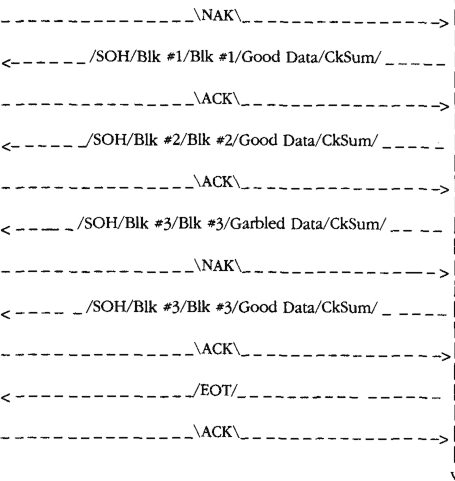 \NAK\
/SOH/Blk #1/Blk #1/Good Data/CkSum/
\ACK\
/SOH/Blk #2/Blk #2/Good Data/CkSum/
\ACK\
/SOH/Blk #3/Blk #3/Garbled Data/CkSum/
\NAK\
/SOH/Blk #3/Blk #3/Good Data/CkSum/
\ACK\
/EOT/
\ACK\